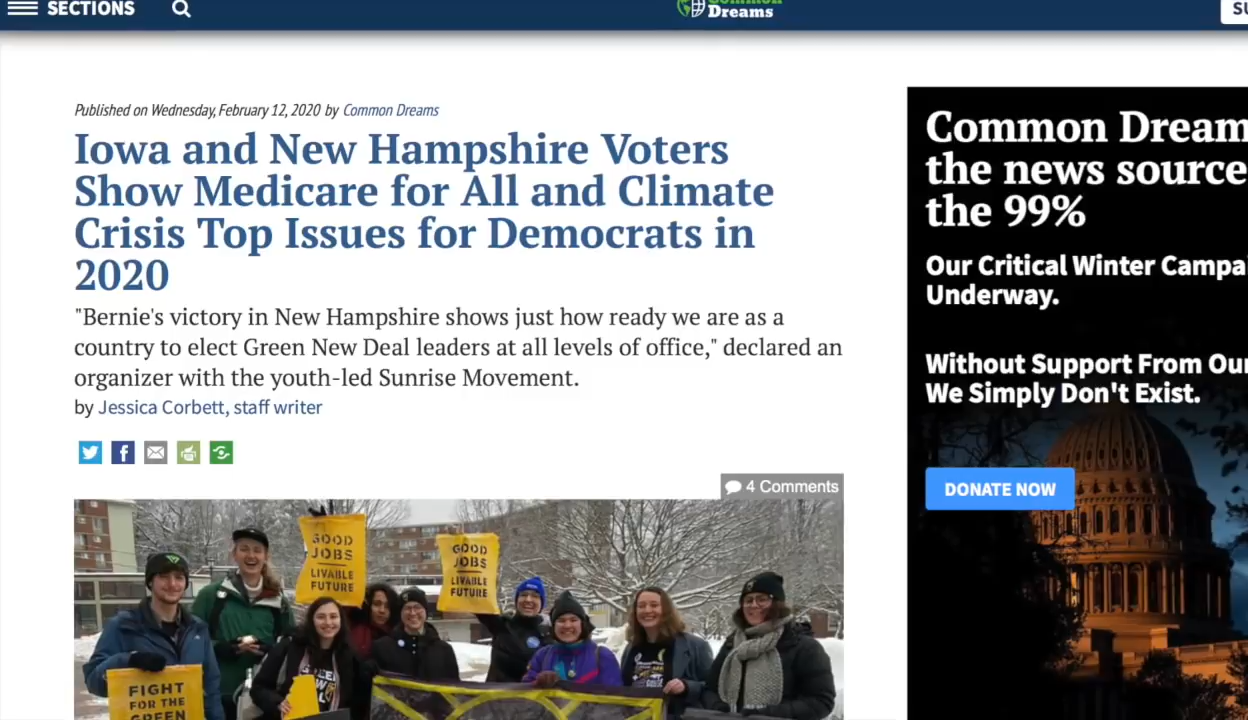 SECTIONS
Common
Dreams
SU
Published on Wednesday, February 12, 2020 by Common Dreams
Iowa and New Hampshire Voters
Show Medicare for All and Climate
Crisis Top Issues for Democrats in
2020
"Bernie's victory in New Hampshire shows just how ready we are as a
country to elect Green New Deal leaders at all levels of office," declared an
organizer with the youth-led Sunrise Movement.
by Jessica Corbett, staff writer
4 Comments
GOOD
JOBS
LIVABLE
FUTURE
GOOD
JOBS
LIVABLE
FUTURE
FIGHT
FOR THE
GREEN
Common Dream
the news source
the 99%
Our Critical Winter Campa
Underway.
Without Support From Our
We Simply Don't Exist.
DONATE NOW